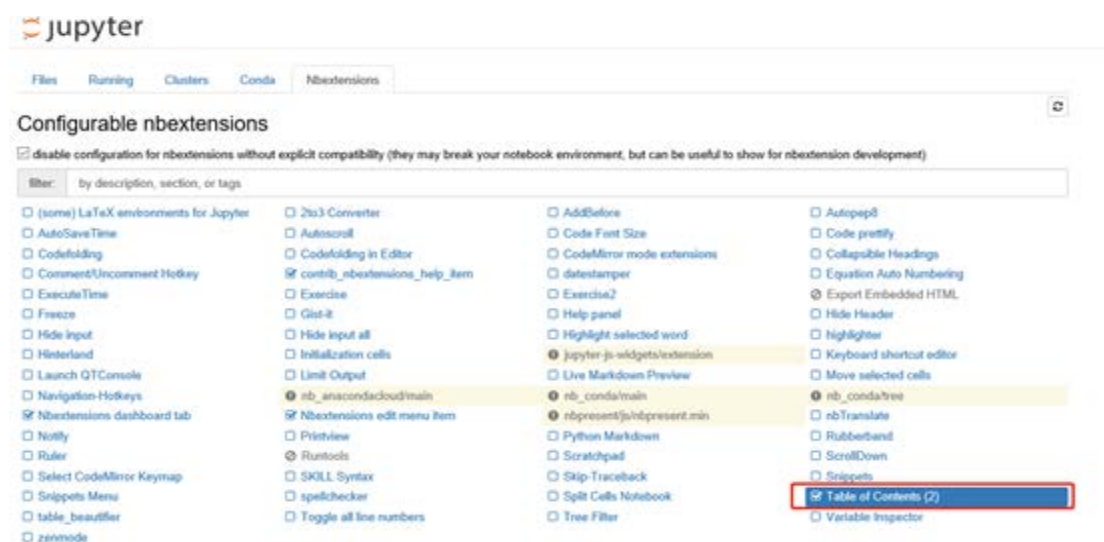 jupyter
Files Running Clusters Conda Nbextensions
Configurable nbextensions
disable configuration for nbextensions without explicit compatibility (they may break your notebook environment, but can be useful to show for nbextension development)
filter: by description, section, or tags
(some) LaTeX environments for Jupyter 2to3 Converter AddBefore Autopep8
AutoSaveTime Autoscroll Code Font Size Code prettify
Codefolding Codefolding in Editor CodeMirror mode extensions Collapsible Headings
Comment/Uncomment Hotkey contrib_nbextensions_help_item datestamper Equation Auto Numbering
ExecuteTime Exercise Exercise2 Export Embedded HTML
Freeze Gist-it Help panel Hide Header
Hide input Hide input all Highlight selected word highlighter
Hinterland Initialization cells jupyter-js-widgets/extension Keyboard shortcut editor
Launch QTConsole Limit Output Live Markdown Preview Move selected cells
Navigation-Hotkeys nb_anacondacloud/main nb_conda/main nb_conda/tree
Nbextensions dashboard tab Nbextensions edit menu item nbpresent/js/nbpresent.min nbTranslate
Notify Printview Python Markdown Rubberband
Ruler Runtools Scratchpad ScrollDown
Select CodeMirror Keymap SKILL Syntax Skip-Traceback Snippets
Snippets Menu spellchecker Split Cells Notebook Table of Contents (2)
table_beautifier Toggle all line numbers Tree Filter Variable Inspector
zenmode